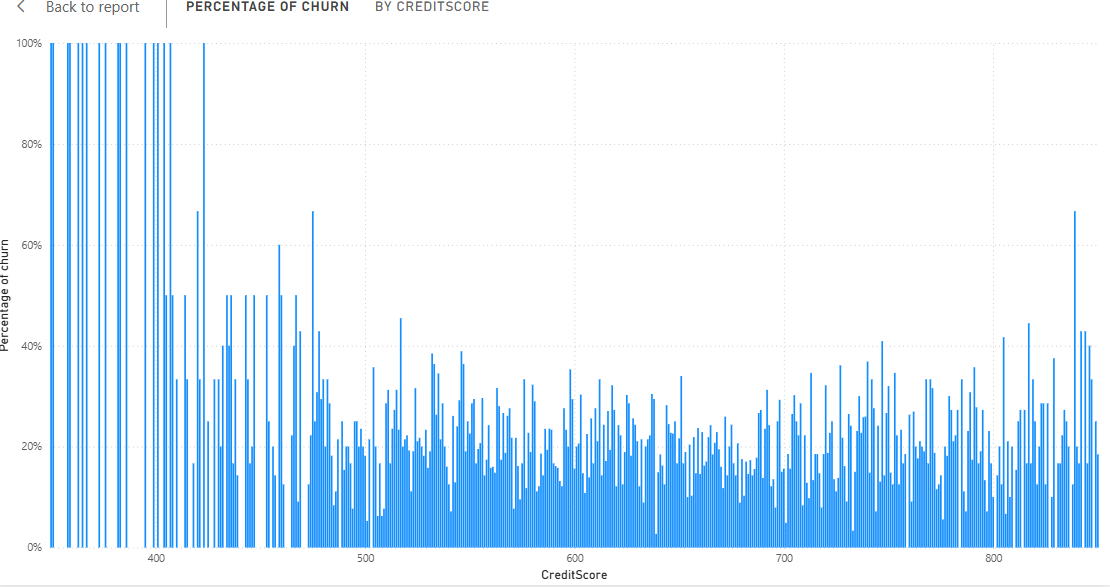 Back to report PERCENTAGE OF CHURN BY CREDITSCORE
100%
80%
60%
40%
20%
0%
Percentage of churn
400 500 600 700 800
CreditScore